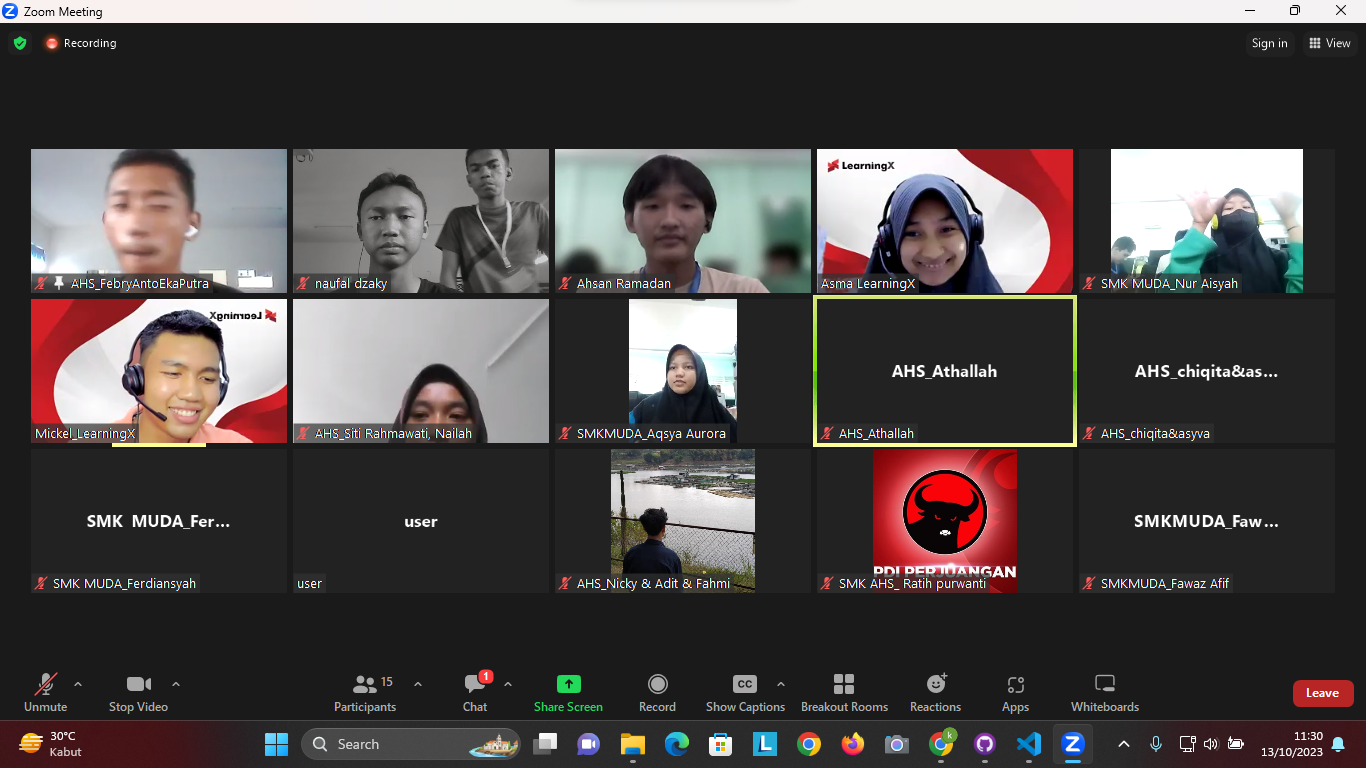 Zoom Meeting
Recording
Sign in
View
LearningX
AHS_FebryAntoEkaPutra
naufal dzaky
Ahsan Ramadan
Asma LearningX
SMK MUDA_Nur Aisyah
LearningX
AHS_Athallah
AHS_chiqita&as...
Mickel_LearningX
AHS_Siti Rahmawati, Nailah
SMKMUDA_Aqsya Aurora
AHS_Athallah
AHS_chiqita&asyva
SMK MUDA_Fer...
user
SMKMUDA_Faw...
PDI PERJUANGAN
SMK MUDA_Ferdiansyah
user
AHS_Nicky & Adit & Fahmi
SMK AHS_ Ratih purwanti
SMKMUDA_Fawaz Afif
Unmute
Stop Video
15
Participants
1
Chat
Share Screen
Record
CC
Show Captions
Breakout Rooms
Reactions
Apps
Whiteboards
Leave
30°C
Kabut
Search
L
k
11:30
13/10/2023